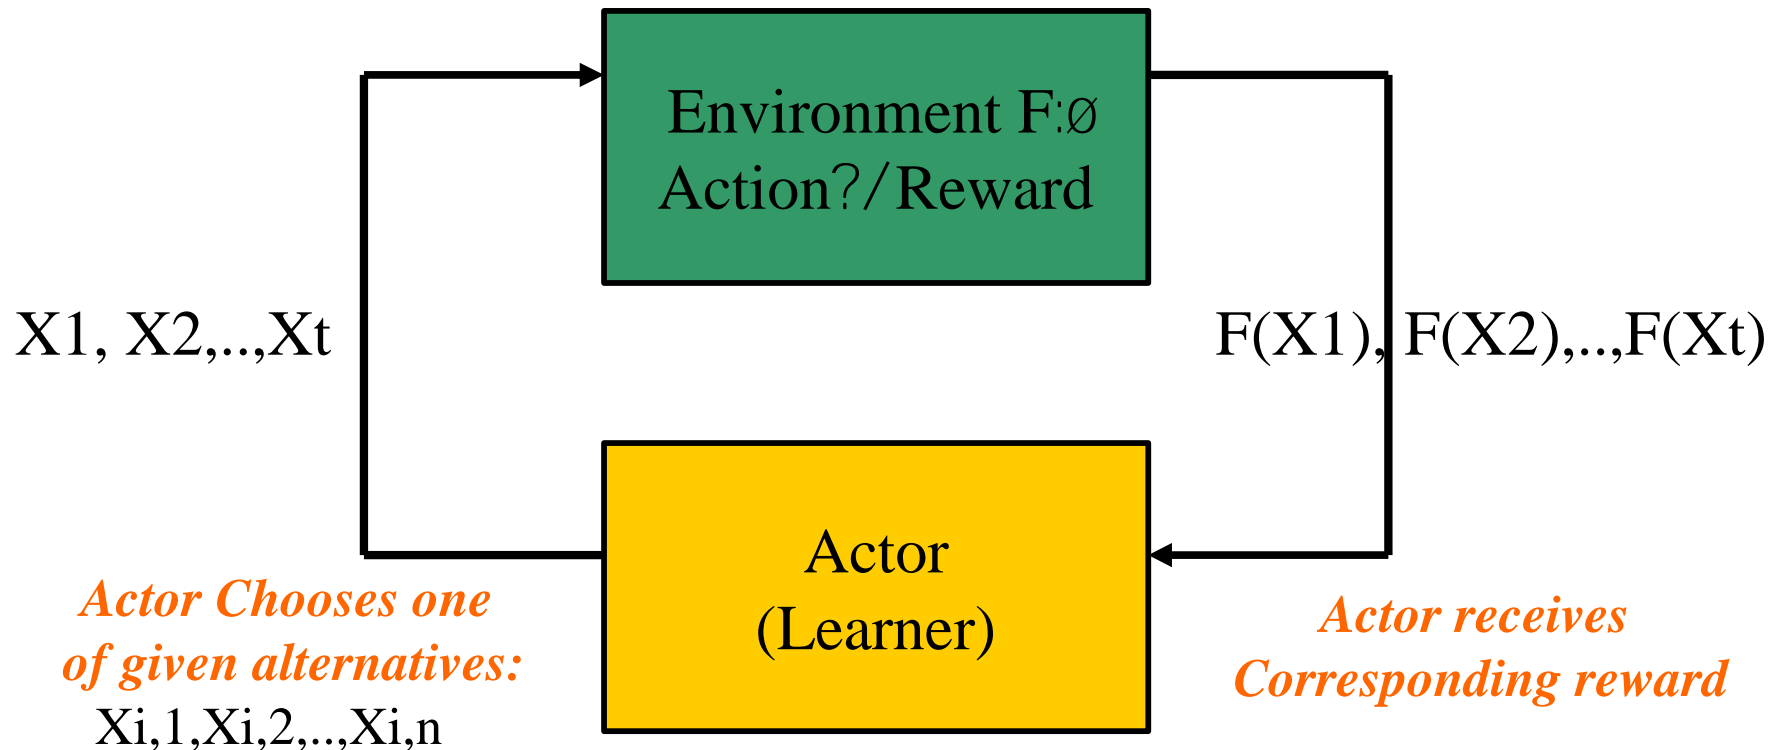 Environment F:Ø
Action?/Reward
X1, X2,..,Xt
F(X1), F(X2),..,F(Xt)
Actor
(Learner)
Actor Chooses one
of given alternatives:
Xi,1,Xi,2,..,Xi,n
Actor receives
Corresponding reward